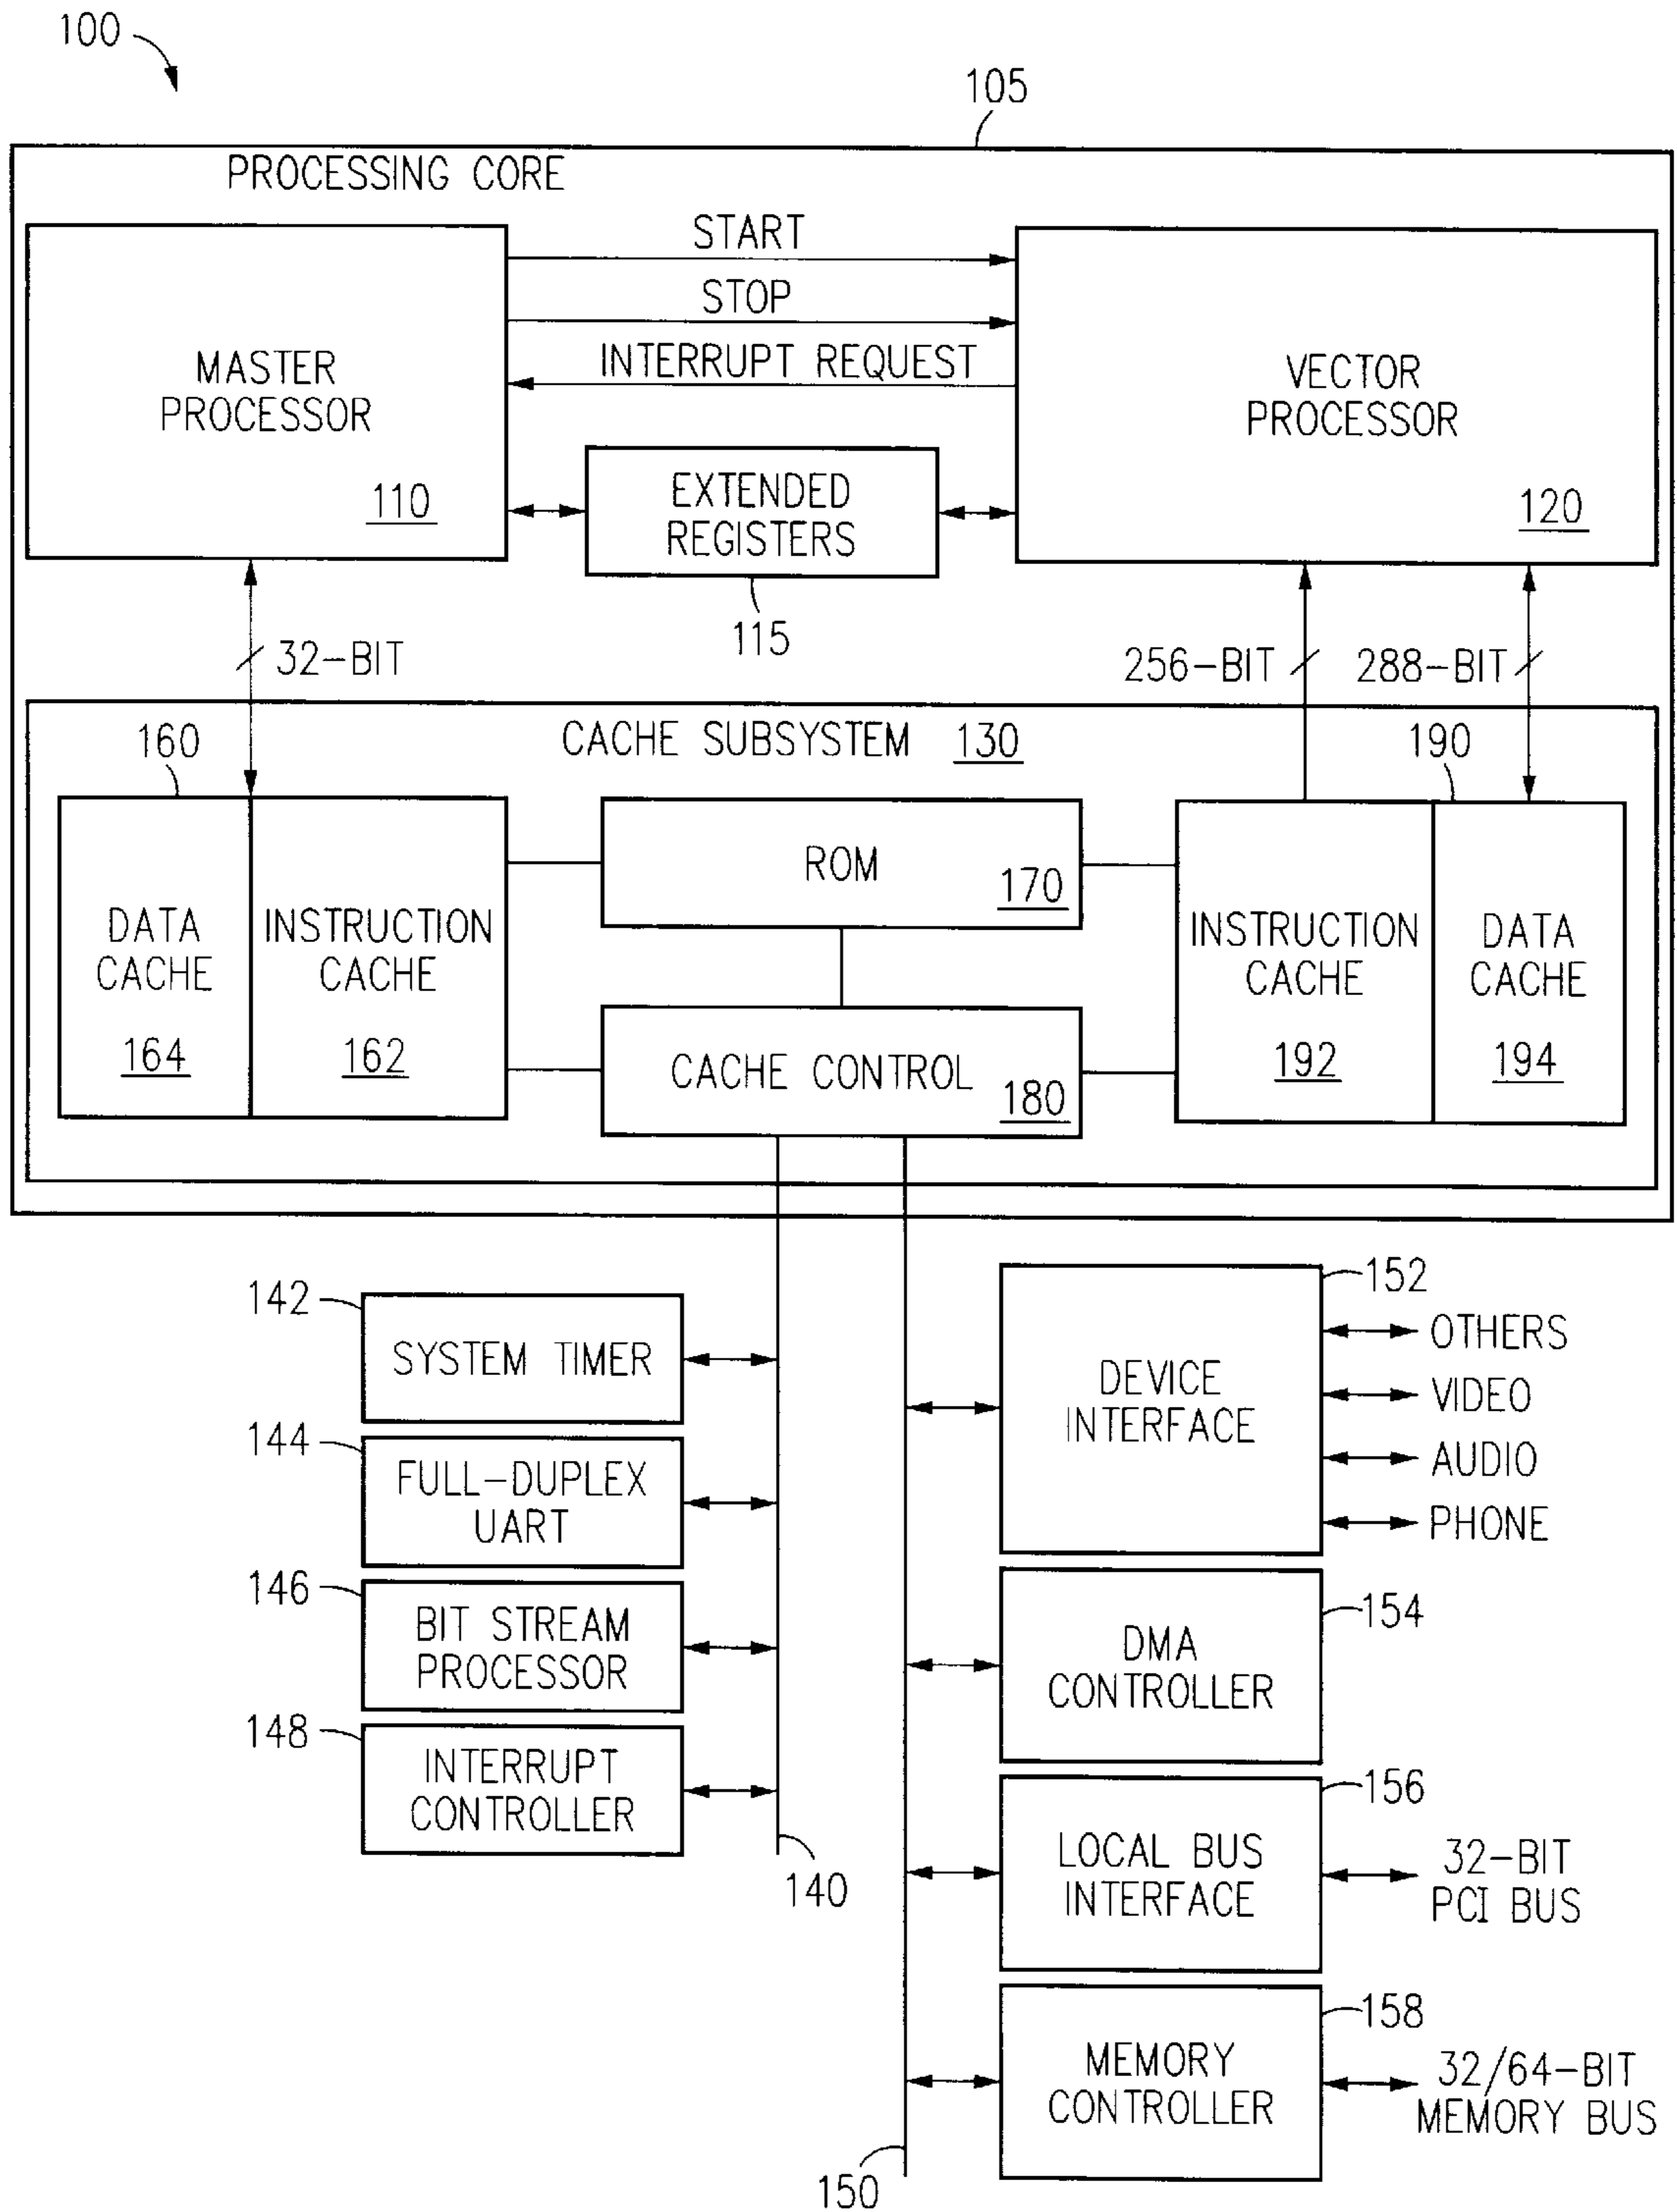 100
105
PROCESSING CORE
START
STOP
INTERRUPT REQUEST
MASTER
PROCESSOR
110
EXTENDED
REGISTERS
115
VECTOR
PROCESSOR
120
32-BIT
256-BIT
288-BIT
CACHE SUBSYSTEM 130
160
190
DATA
CACHE
164
INSTRUCTION
CACHE
162
ROM
170
CACHE CONTROL
180
INSTRUCTION
CACHE
192
DATA
CACHE
194
142
SYSTEM TIMER
144
FULL-DUPLEX
UART
146
BIT STREAM
PROCESSOR
148
INTERRUPT
CONTROLLER
140
152
DEVICE
INTERFACE
OTHERS
VIDEO
AUDIO
PHONE
154
DMA
CONTROLLER
156
LOCAL BUS
INTERFACE
32-BIT
PCI BUS
158
MEMORY
CONTROLLER
32/64-BIT
MEMORY BUS
150